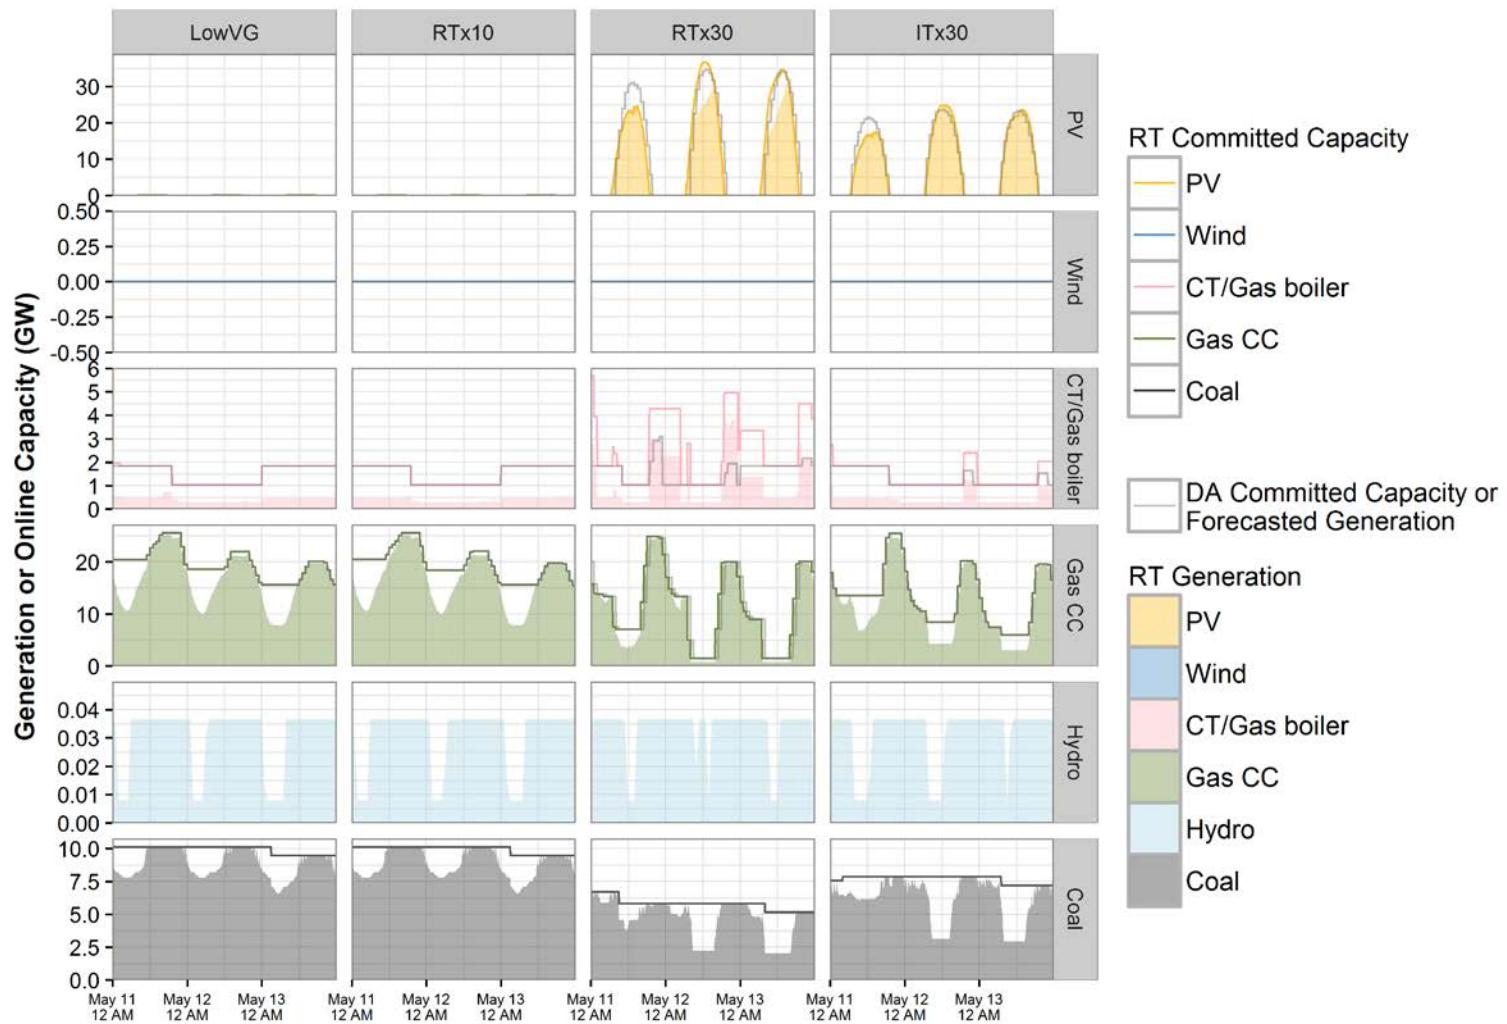 LowVG
RTx10
RTx30
ITx30
Generation or Online Capacity (GW)
30
20
10
0
PV
0.50
0.25
0.00
-0.25
-0.50
Wind
6
5
4
3
2
1
0
CT/Gas boiler
20
10
0
Gas CC
0.04
0.03
0.02
0.01
0.00
Hydro
10.0
7.5
5.0
2.5
0.0
Coal
May 11 May 12 May 13 May 11 May 12 May 13 May 11 May 12 May 13 May 11 May 12 May 13
12 AM 12 AM 12 AM 12 AM 12 AM 12 AM 12 AM 12 AM 12 AM 12 AM 12 AM 12 AM
RT Committed Capacity
PV
Wind
CT/Gas boiler
Gas CC
Coal
DA Committed Capacity or
Forecasted Generation
RT Generation
PV
Wind
CT/Gas boiler
Gas CC
Hydro
Coal